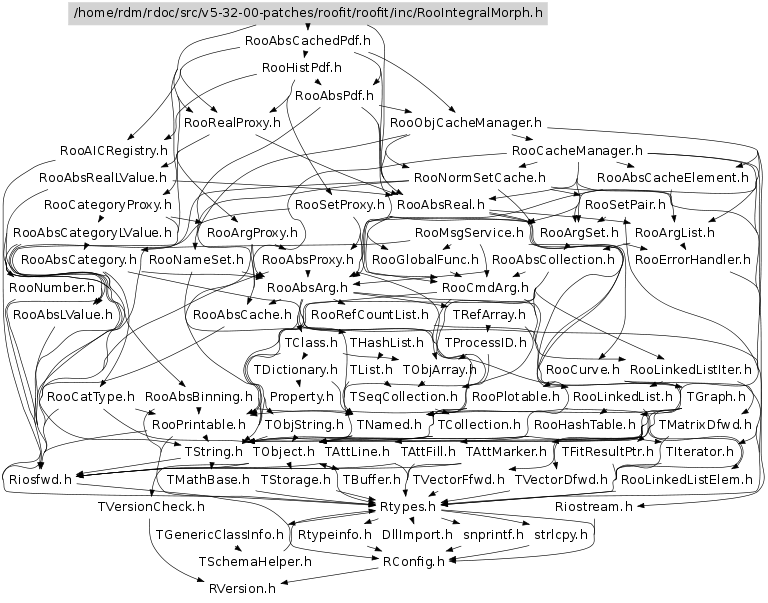 /home/rdm/rdoc/src/v5-32-00-patches/roofit/roofit/inc/RooIntegralMorph.h
RooAbsCachedPdf.h
RooHistPdf.h
RooAbsPdf.h
RooRealProxy.h RooObjCacheManager.h
RooAICRegistry.h RooCacheManager.h
RooAbsRealLValue.h RooNormSetCache.h RooAbsCacheElement.h
RooCategoryProxy.h RooSetProxy.h RooAbsReal.h RooSetPair.h
RooAbsCategoryLValue.h RooArgProxy.h RooMsgService.h RooArgSet.h RooArgList.h
RooAbsCategory.h RooNameSet.h RooAbsProxy.h RooGlobalFunc.h RooAbsCollection.h RooErrorHandler.h
RooNumber.h RooAbsArg.h RooCmdArg.h
RooAbsLValue.h RooAbsCache.h RooRefCountList.h TRefArray.h
TClass.h THashList.h TProcessID.h
TDictionary.h TList.h TObjArray.h RooCurve.h RooLinkedListIter.h
RooCatType.h RooAbsBinning.h Property.h TSeqCollection.h RooPlotable.h RooLinkedList.h TGraph.h
RooPrintable.h TObjString.h TNamed.h TCollection.h RooHashTable.h TMatrixDfwd.h
TString.h TObject.h TAttLine.h TAttFill.h TAttMarker.h TFitResultPtr.h TIterator.h
Riosfwd.h TMathBase.h TStorage.h TBuffer.h TVectorFfwd.h TVectorDfwd.h RooLinkedListElem.h
TVersionCheck.h Rtypes.h Riostream.h
TGenericClassInfo.h Rtypeinfo.h DllImport.h snprintf.h strlcpy.h
TSchemaHelper.h RConfig.h
RVersion.h